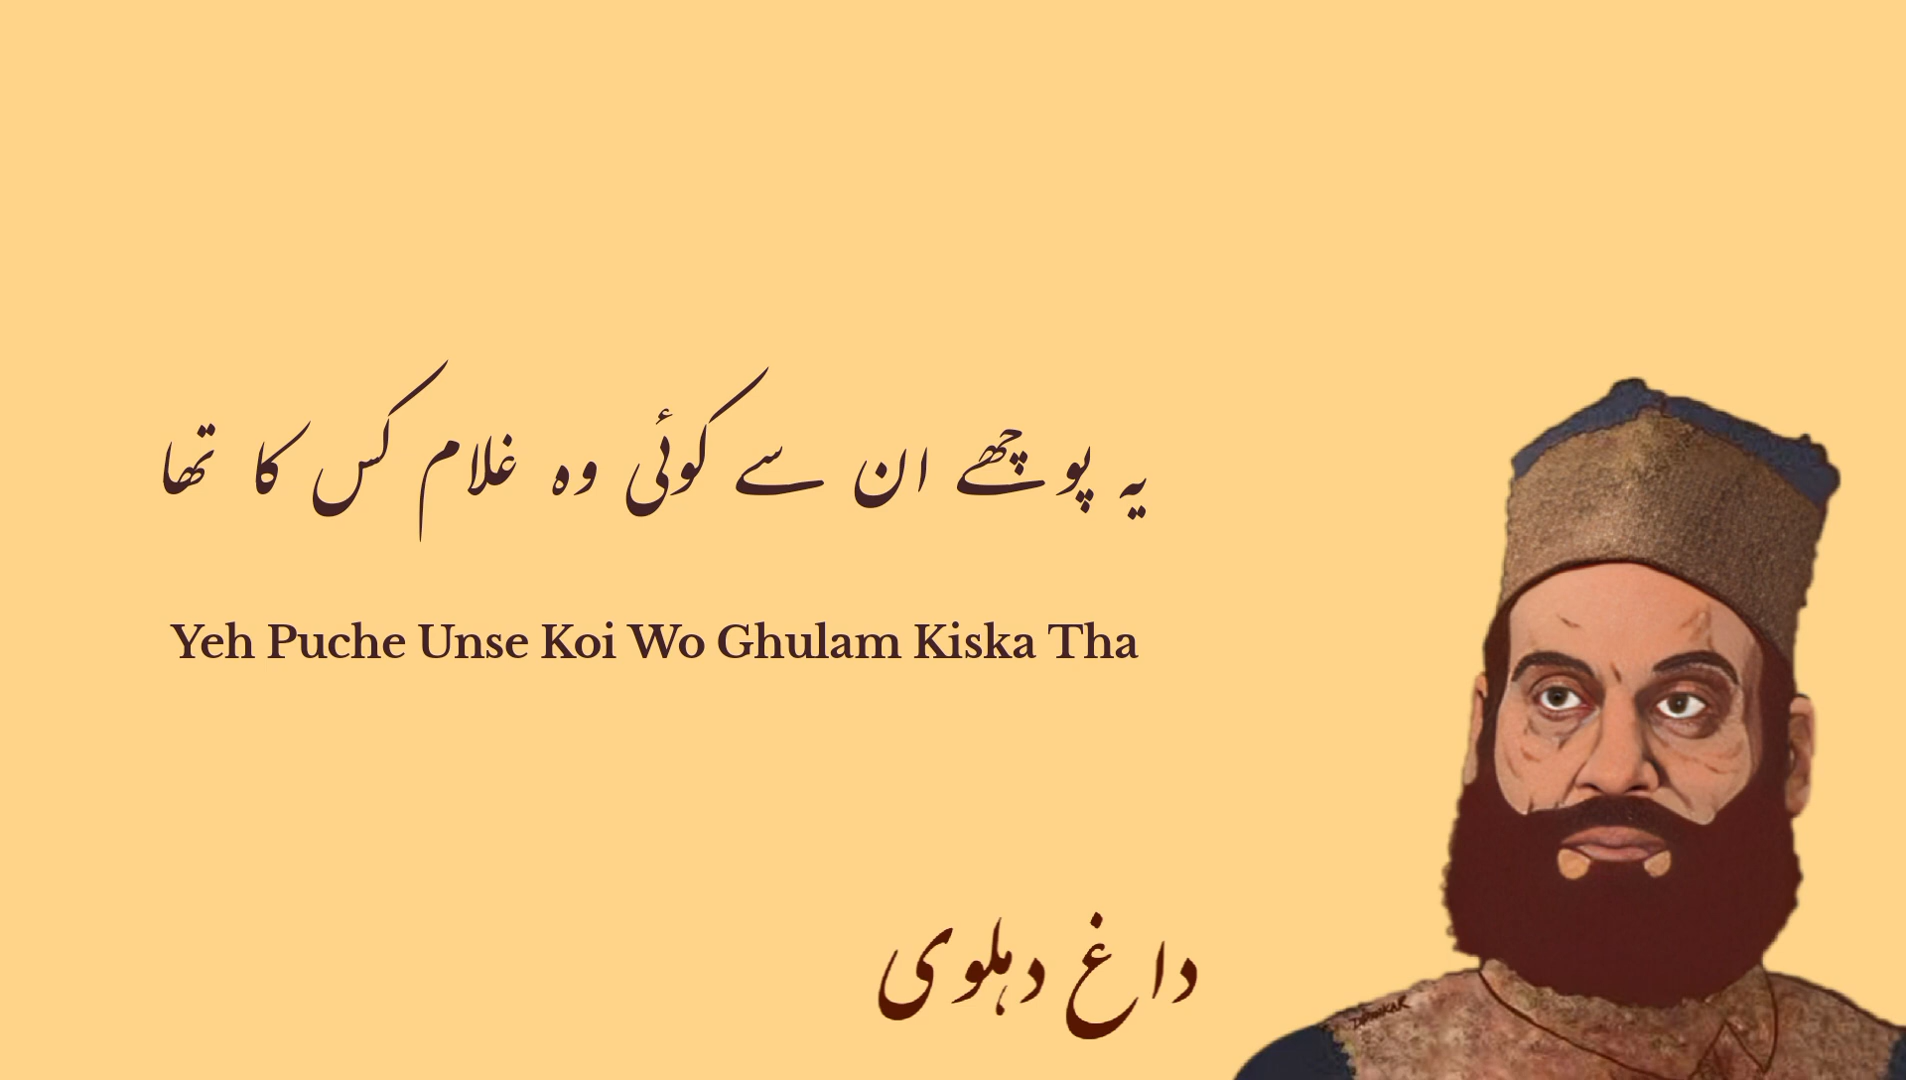 یہ پوچھے ان سے کوئی وہ غلام کس کا تھا
Yeh Puche Unse Koi Wo Ghulam Kiska Tha
داغ دہلوی